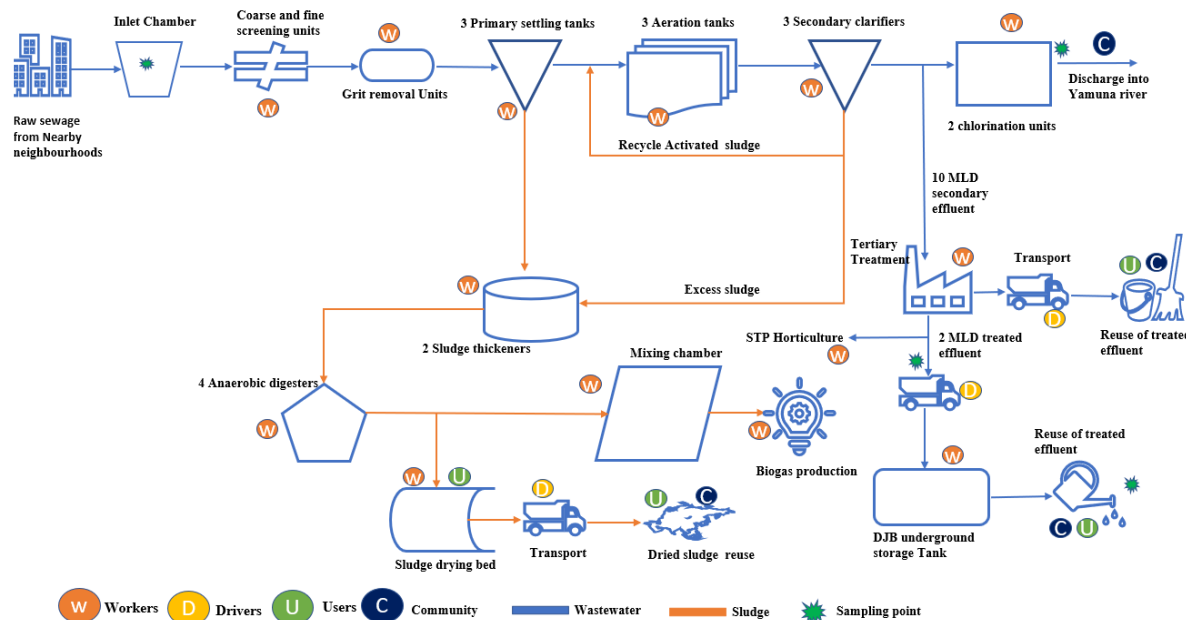 Inlet Chamber
Coarse and fine
screening units
W
3 Primary settling tanks
3 Aeration tanks
3 Secondary clarifiers
W
C
W
Grit removal Units
W
W
W
Discharge into
Yamuna river
Raw sewage
from Nearby
neighbourhoods
2 chlorination units
Recycle Activated sludge
10 MLD
secondary
effluent
Tertiary
Treatment
W
Transport
U
C
W
Excess sludge
D
STP Horticulture
2 MLD treated
effluent
Reuse of treated
effluent
2 Sludge thickeners
W
Mixing chamber
4 Anaerobic digesters
W
D
W
W
Biogas production
Reuse of treated
effluent
W
W
U
D
U
C
C
U
Transport
Dried sludge reuse
DJB underground
storage Tank
Sludge drying bed
W Workers
D Drivers
U Users
C Community
Wastewater
Sludge
Sampling point